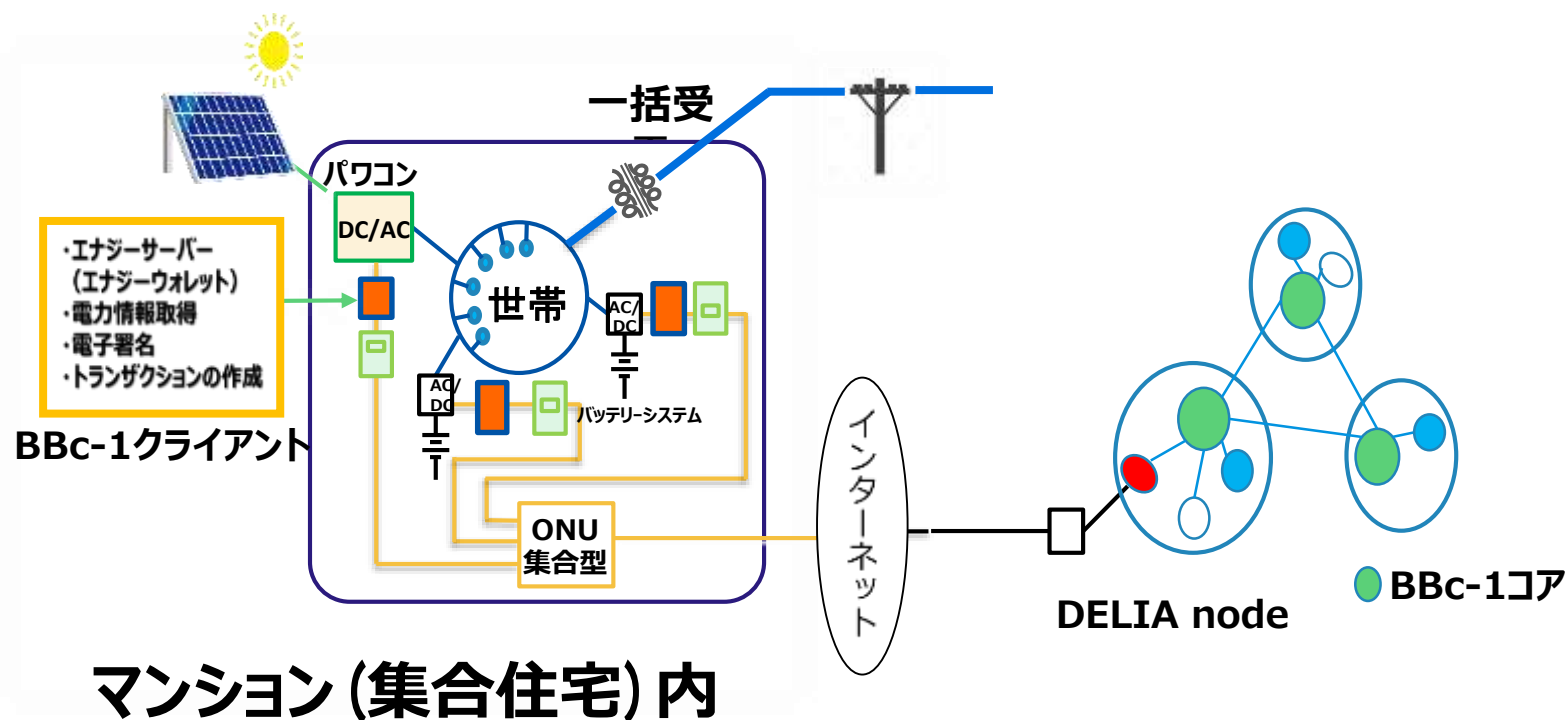 一括受
パワコン
DC/AC
・エナジーサーバー
（エナジーウォレット）
・電力情報取得
・電子署名
・トランザクションの作成
BBc-1クライアント
世帯
AC/
DC
AC/
DC
バッテリーシステム
ONU
集合型
インターネット
DELIA node
BBc-1コア
マンション（集合住宅）内